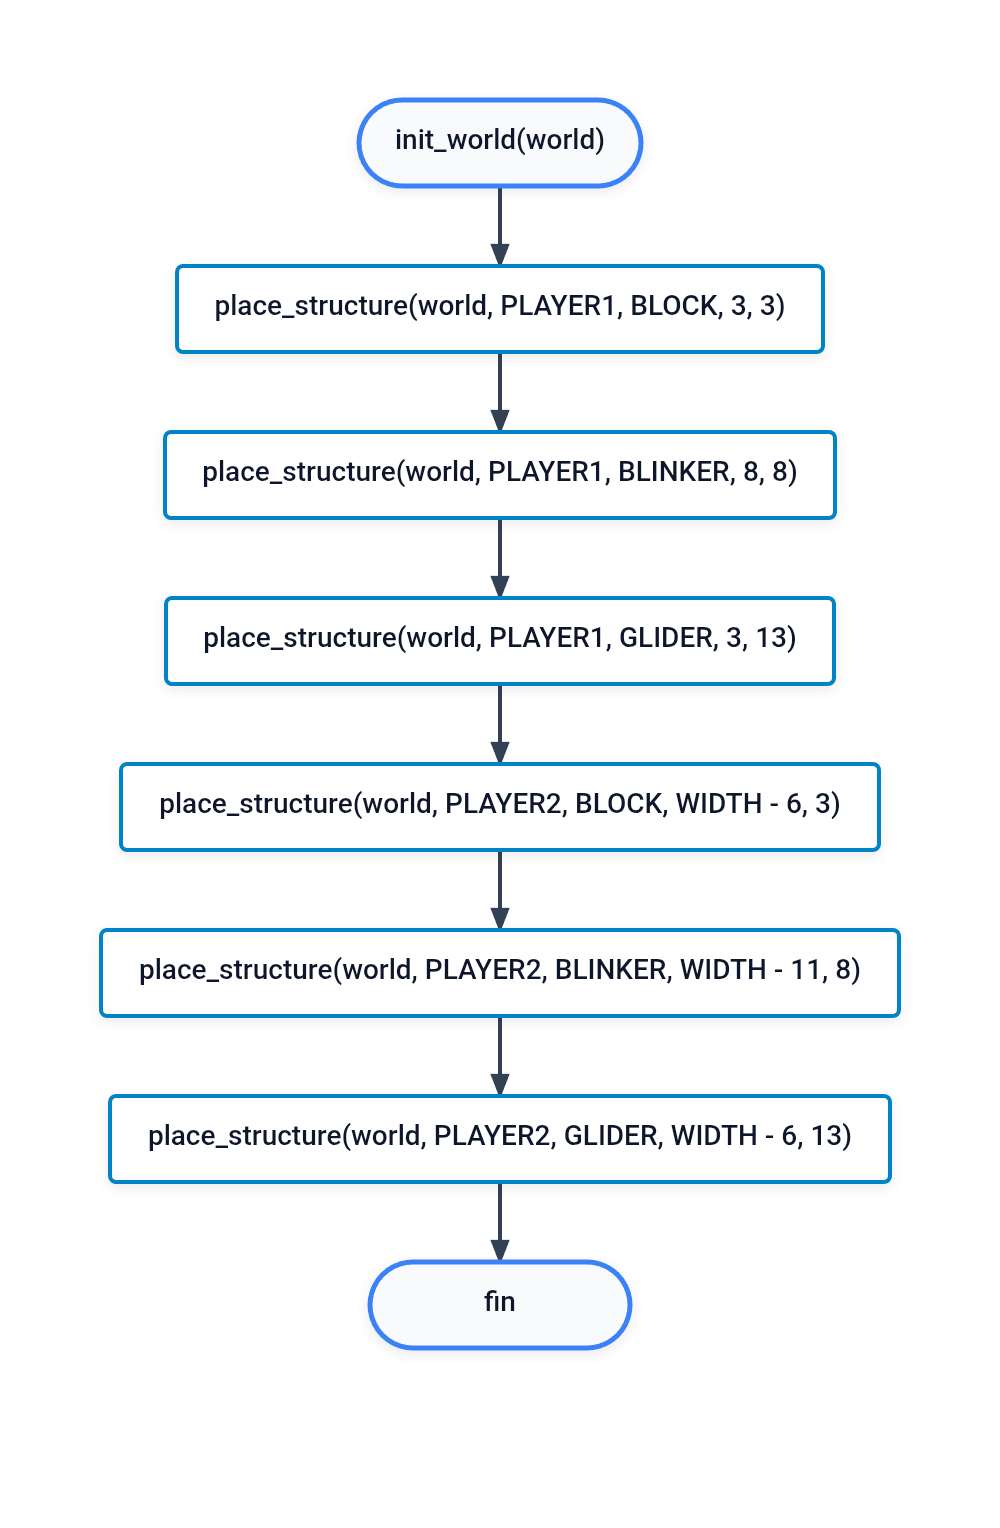 init_world(world)
place_structure(world, PLAYER1, BLOCK, 3, 3)
place_structure(world, PLAYER1, BLINKER, 8, 8)
place_structure(world, PLAYER1, GLIDER, 3, 13)
place_structure(world, PLAYER2, BLOCK, WIDTH - 6, 3)
place_structure(world, PLAYER2, BLINKER, WIDTH - 11, 8)
place_structure(world, PLAYER2, GLIDER, WIDTH - 6, 13)
fin